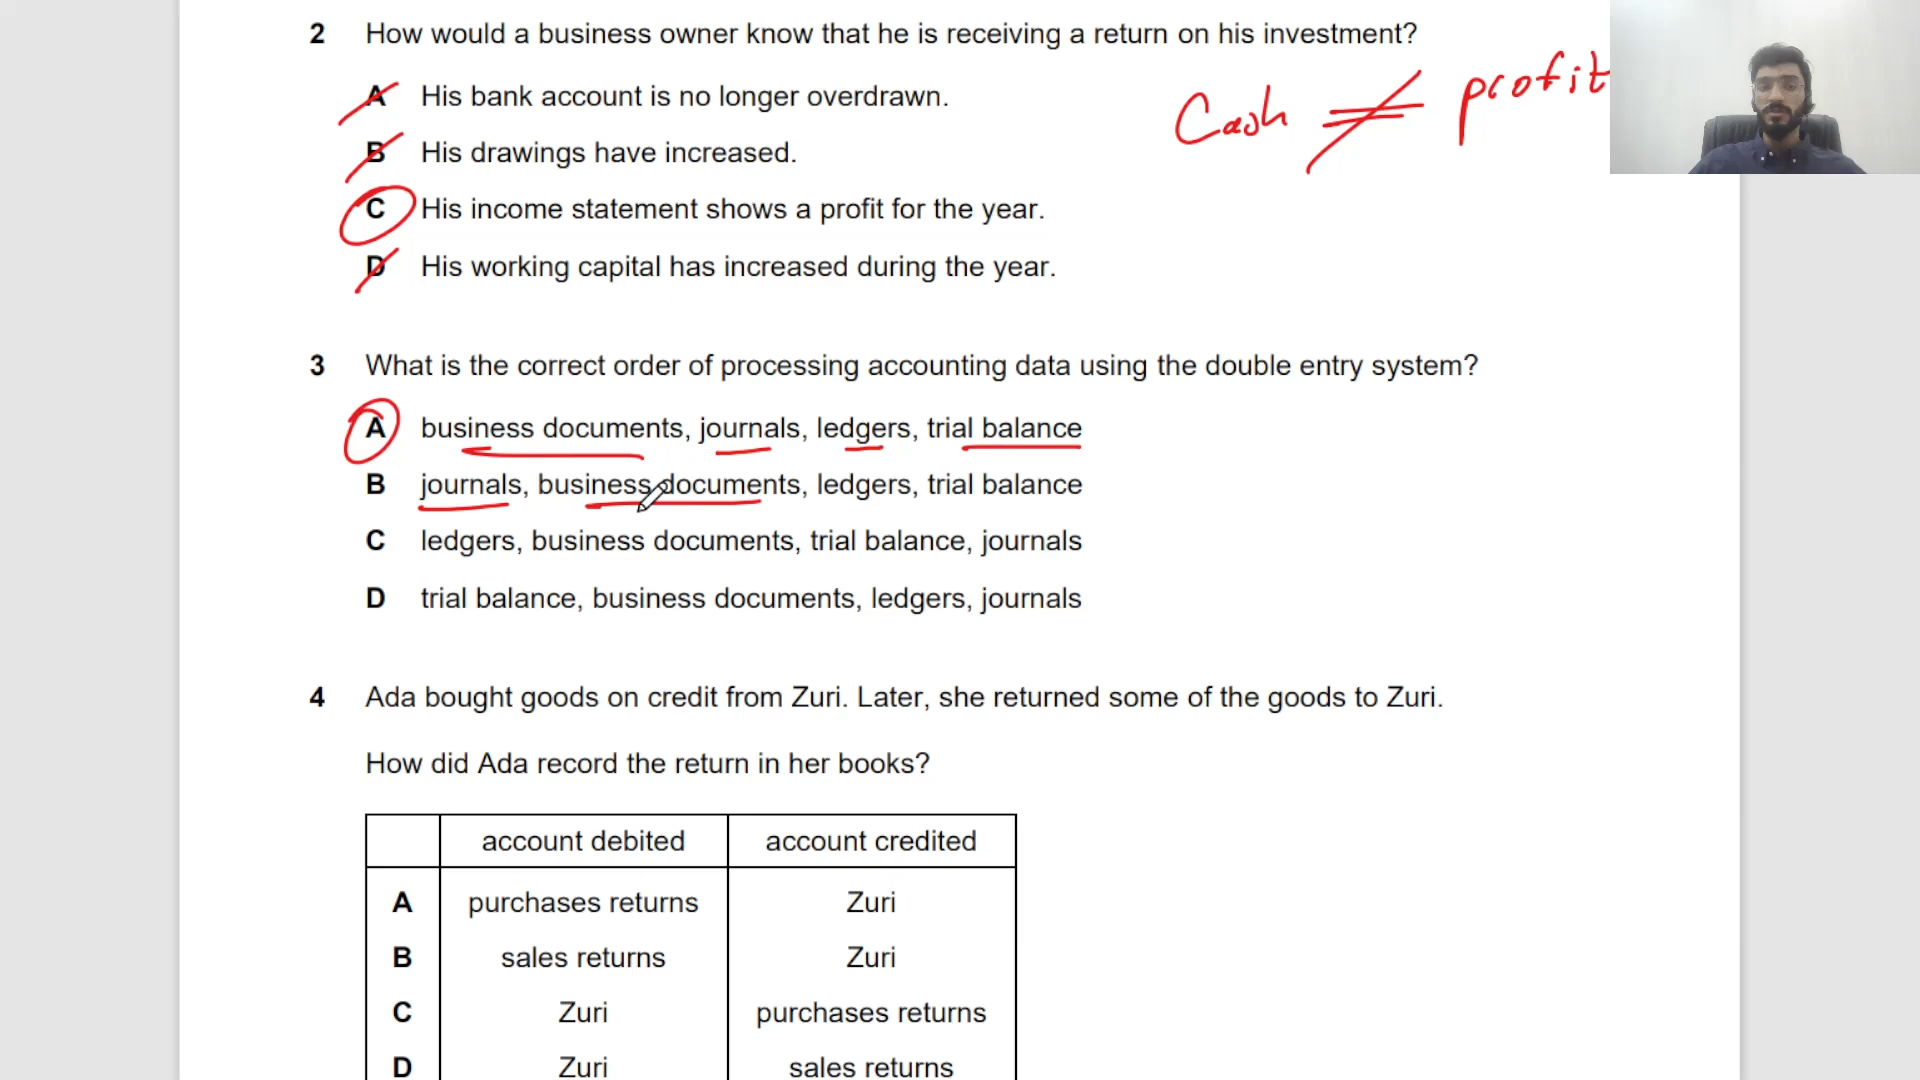 2 How would a business owner know that he is receiving a return on his investment?
A His bank account is no longer overdrawn.
Cash ≠ profit
B His drawings have increased.
C His income statement shows a profit for the year.
D His working capital has increased during the year.
3 What is the correct order of processing accounting data using the double entry system?
A business documents, journals, ledgers, trial balance
B journals, business documents, ledgers, trial balance
C ledgers, business documents, trial balance, journals
D trial balance, business documents, ledgers, journals
4 Ada bought goods on credit from Zuri. Later, she returned some of the goods to Zuri.
How did Ada record the return in her books?
account debited account credited
A purchases returns Zuri
B sales returns Zuri
C Zuri purchases returns
D Zuri sales returns